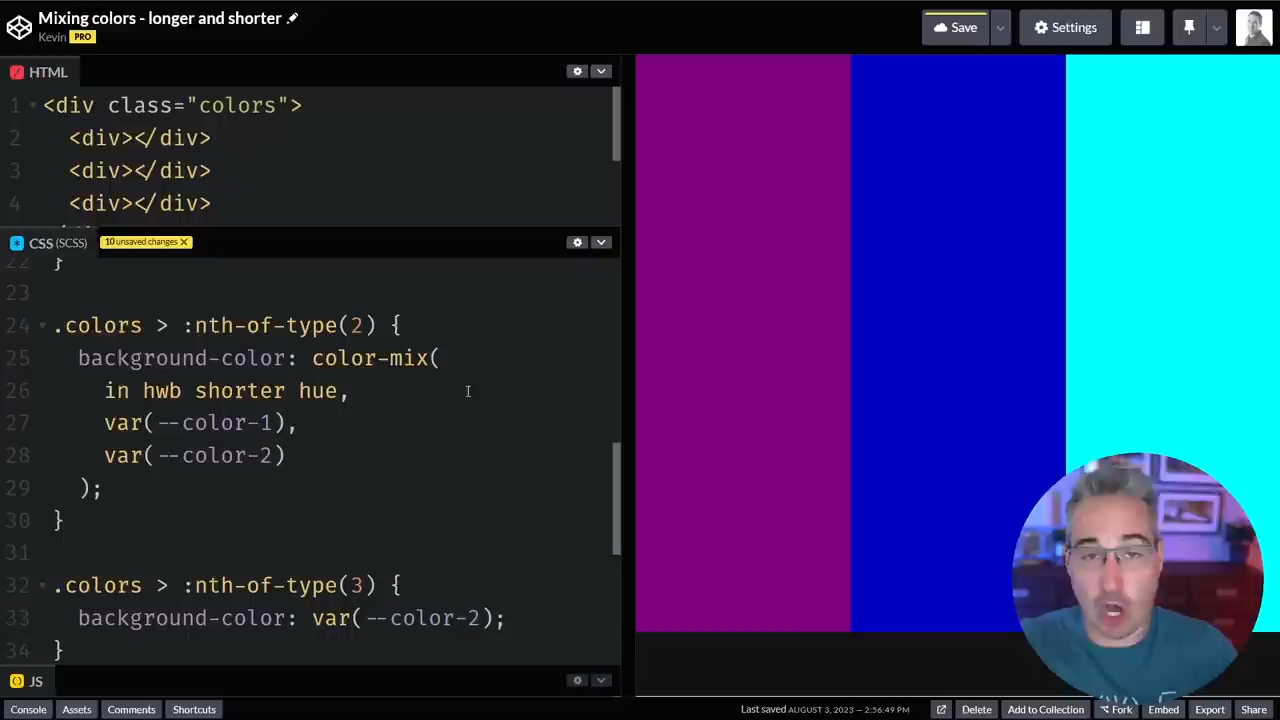 Mixing colors - longer and shorter
Kevin PRO
Save
Settings
HTML
1 <div class="colors">
2 <div></div>
3 <div></div>
4 <div></div>
CSS (SCSS) 10 unsaved changes X
22 }
23
24 .colors > :nth-of-type(2) {
25 background-color: color-mix(
26 in hwb shorter hue,
27 var(--color-1),
28 var(--color-2)
29 );
30 }
31
32 .colors > :nth-of-type(3) {
33 background-color: var(--color-2);
34 }
JS
Console Assets Comments Shortcuts
Last saved AUGUST 3, 2023 — 2:56:49 PM
Delete Add to Collection Fork Embed Export Share